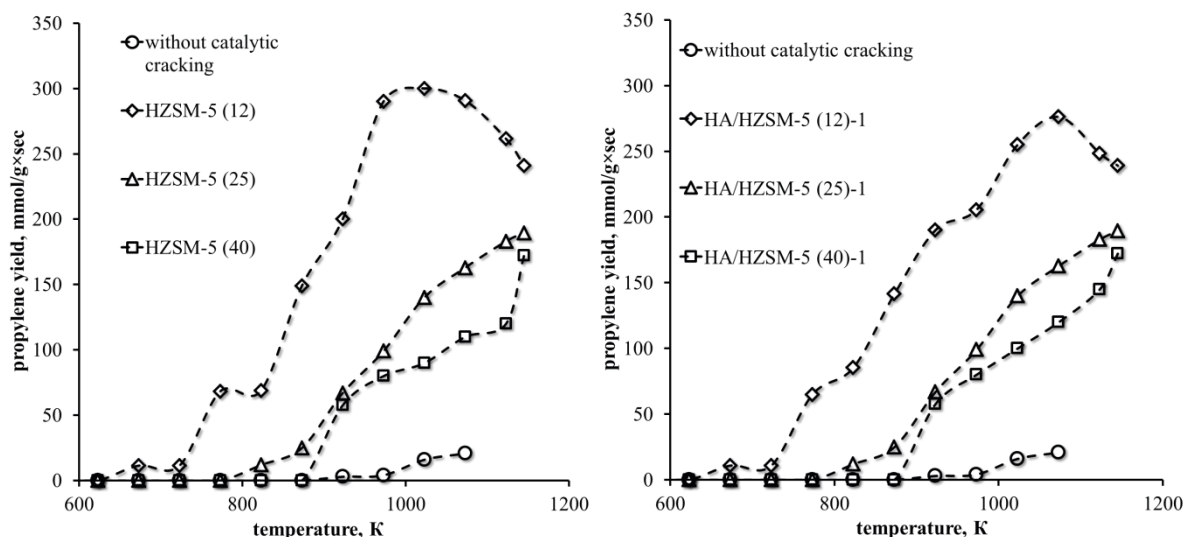 350
300
250
200
150
100
50
0
propylene yield, mmol/g×sec
without catalytic
cracking
HZSM-5 (12)
HZSM-5 (25)
HZSM-5 (40)
600
800
1000
1200
temperature, K
350
300
250
200
150
100
50
0
propylene yield, mmol/g×sec
without catalytic cracking
HA/HZSM-5 (12)-1
HA/HZSM-5 (25)-1
HA/HZSM-5 (40)-1
600
800
1000
1200
temperature, K